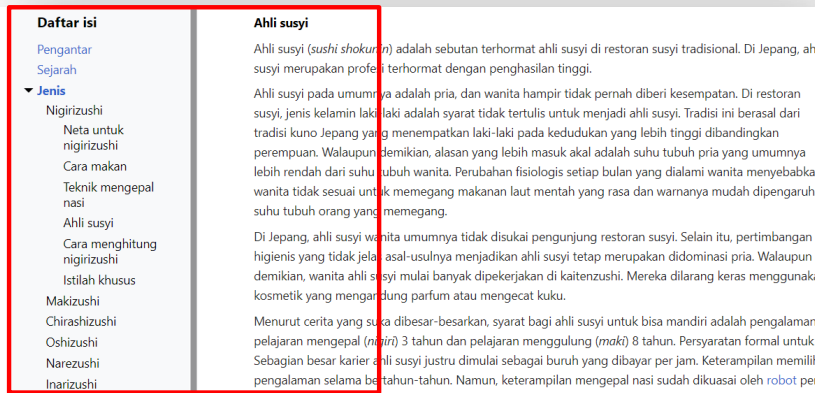 Daftar isi
Pengantar
Sejarah
Jenis
Nigirizushi
Neta untuk
nigirizushi
Cara makan
Teknik mengepal
nasi
Ahli susyi
Cara menghitung
nigirizushi
Istilah khusus
Makizushi
Chirashizushi
Oshizushi
Narezushi
Inarizushi
Ahli susyi
Ahli susyi (sushi shokunin) adalah sebutan terhormat ahli susyi di restoran susyi tradisional. Di Jepang, ah
susyi merupakan profesi terhormat dengan penghasilan tinggi.
Ahli susyi pada umumnya adalah pria, dan wanita hampir tidak pernah diberi kesempatan. Di restoran
susyi, jenis kelamin laki-laki adalah syarat tidak tertulis untuk menjadi ahli susyi. Tradisi ini berasal dari
tradisi kuno Jepang yang menempatkan laki-laki pada kedudukan yang lebih tinggi dibandingkan
perempuan. Walaupun demikian, alasan yang lebih masuk akal adalah suhu tubuh pria yang umumnya
lebih rendah dari suhu tubuh wanita. Perubahan fisiologis setiap bulan yang dialami wanita menyebabka
wanita tidak sesuai untuk memegang makanan laut mentah yang rasa dan warnanya mudah dipengaruh
suhu tubuh orang yang memegang.
Di Jepang, ahli susyi wanita umumnya tidak disukai pengunjung restoran susyi. Selain itu, pertimbangan
higienis yang tidak jelas asal-usulnya menjadikan ahli susyi tetap merupakan didominasi pria. Walaupun
demikian, wanita ahli susyi mulai banyak dipekerjakan di kaitenzushi. Mereka dilarang keras menggunaka
kosmetik yang mengandung parfum atau mengecat kuku.
Menurut cerita yang suka dibesar-besarkan, syarat bagi ahli susyi untuk bisa mandiri adalah pengalaman
pelajaran mengepal (nigiri) 3 tahun dan pelajaran menggulung (maki) 8 tahun. Persyaratan formal untuk
Sebagian besar karier ahli susyi justru dimulai sebagai buruh yang dibayar per jam. Keterampilan memilih
pengalaman selama bertahun-tahun. Namun, keterampilan mengepal nasi sudah dikuasai oleh robot pe